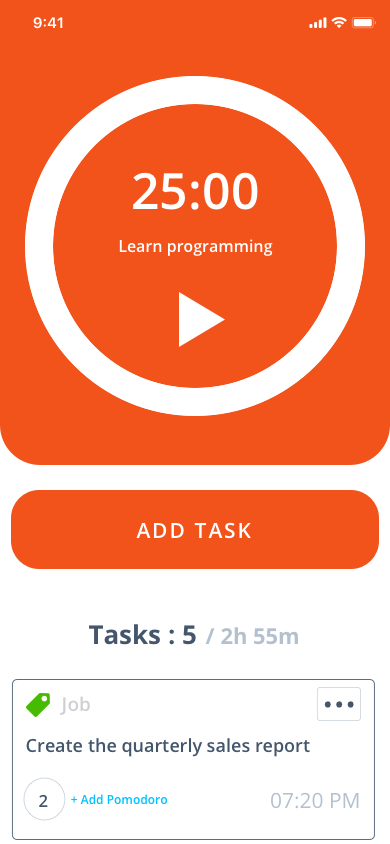 9:41
25:00
Learn programming
ADD TASK
Tasks : 5 / 2h 55m
Job
Create the quarterly sales report
2 + Add Pomodoro 07:20 PM